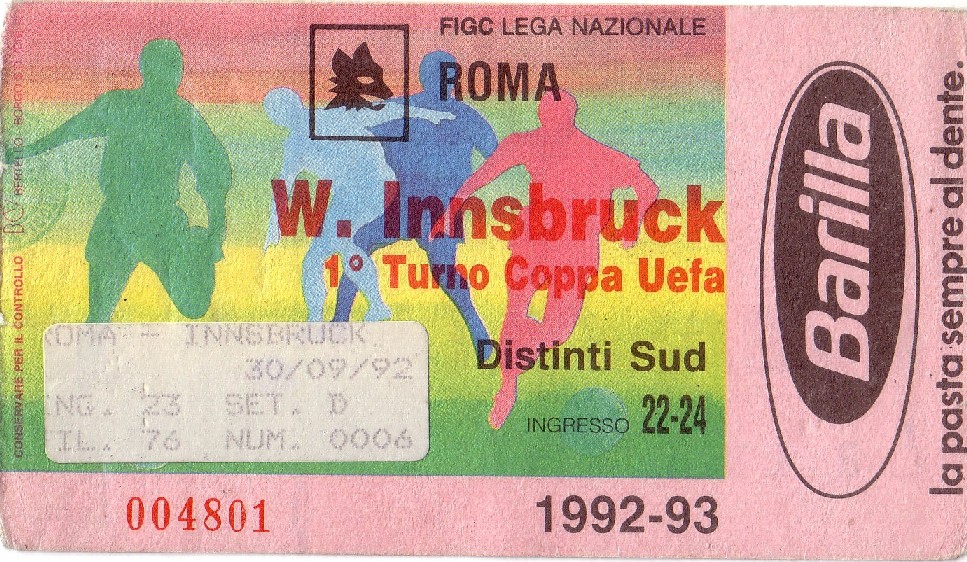 FIGC LEGA NAZIONALE
ROMA
W. Innsbruck
1° Turno Coppa Uefa
Distinti Sud
INGRESSO 22-24
ROMA - INNSBRUCK
30/09/92
ING. 23 SET. D
FIL. 76 NUM. 0006
004801
1992-93
CONSERVARE PER IL CONTROLLO
Barilla
la pasta sempre al dente.